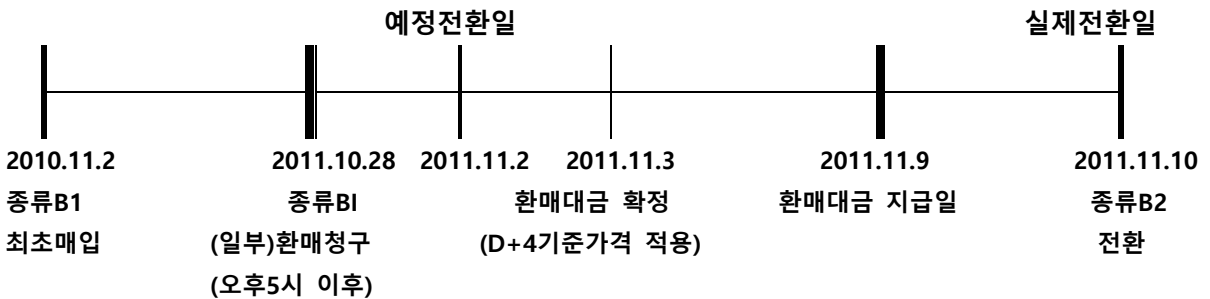 예정전환일 실제전환일
2010.11.2 2011.10.28 2011.11.2 2011.11.3 2011.11.9 2011.11.10
종류B1 종류BI 환매대금 확정 환매대금 지급일 종류B2
최초매입 (일부)환매청구 (D+4기준가격 적용) 전환
(오후5시 이후)